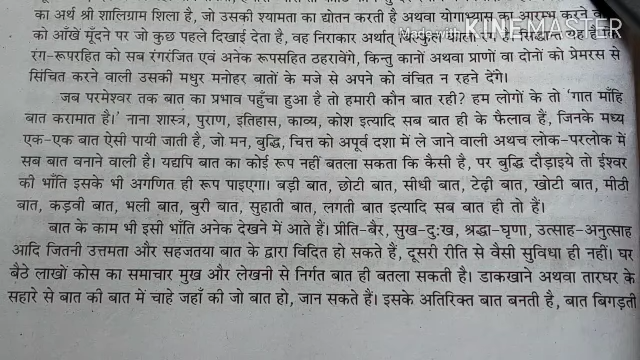 का अर्थ श्री शालिग्राम शिला है, जो उसकी श्यामता का द्योतन करती है अथवा
को आँखें मूँदने पर जो कुछ पहले दिखाई देता है, वह निराकार अर्थात्
Made with KINEMASTER
रंग-रूपरहित को सब रंगरंजित एवं अनेक रूपसहित ठहरावेंगे, किन्तु कानों अथवा प्राणों वा दोनों को प्रेमरस से
सिंचित करने वाली उसकी मधुर मनोहर बातों के मजे से अपने को वंचित न रहने देंगे।
जब परमेश्वर तक बात का प्रभाव पहुँचा हुआ है तो हमारी कौन बात रही? हम लोगों के तो 'गात माँहि
बात करामात है।' नाना शास्त्र, पुराण, इतिहास, काव्य, कोश इत्यादि सब बात ही के फैलाव हैं, जिनके मध्य
एक-एक बात ऐसी पायी जाती है, जो मन, बुद्धि, चित्त को अपूर्व दशा में ले जाने वाली अथच लोक-परलोक में
सब बात बनाने वाली है। यद्यपि बात का कोई रूप नहीं बतला सकता कि कैसी है, पर बुद्धि दौड़ाइये तो ईश्वर
की भाँति इसके भी अगणित ही रूप पाइएगा। बड़ी बात, छोटी बात, सीधी बात, टेढ़ी बात, खोटी बात, मीठी
बात, कड़वी बात, भली बात, बुरी बात, सुहाती बात, लगती बात इत्यादि सब बात ही तो हैं।
बात के काम भी इसी भाँति अनेक देखने में आते हैं। प्रीति-बैर, सुख-दुःख, श्रद्धा-घृणा, उत्साह-अनुत्साह
आदि जितनी उत्तमता और सहजतया बात के द्वारा विदित हो सकते हैं, दूसरी रीति से वैसी सुविधा ही नहीं। घर
बैठे लाखों कोस का समाचार मुख और लेखनी से निर्गत बात ही बतला सकती है। डाकखाने अथवा तारघर के
सहारे से बात की बात में चाहे जहाँ की जो बात हो, जान सकते हैं। इसके अतिरिक्त बात बनती है, बात बिगड़ती